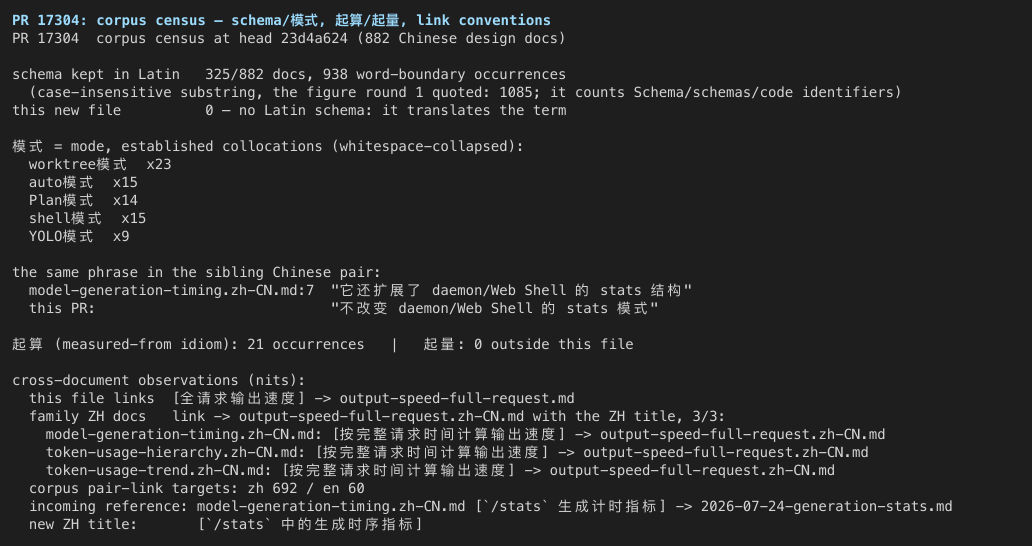 PR 17304: corpus census — schema/模式, 起算/起量, link conventions
PR 17304  corpus census at head 23d4a624 (882 Chinese design docs)
schema kept in Latin   325/882 docs, 938 word-boundary occurrences
(case-insensitive substring, the figure round 1 quoted: 1085; it counts Schema/schemas/code identifiers)
this new file          0 — no Latin schema: it translates the term
模式 = mode, established collocations (whitespace-collapsed):
worktree模式  x23
auto模式  x15
Plan模式  x14
shell模式  x15
YOLO模式  x9
the same phrase in the sibling Chinese pair:
model-generation-timing.zh-CN.md:7  "它还扩展了 daemon/Web Shell 的 stats 结构"
this PR:                            "不改变 daemon/Web Shell 的 stats 模式"
起算 (measured-from idiom): 21 occurrences   |   起量: 0 outside this file
cross-document observations (nits):
this file links  [全请求输出速度] -> output-speed-full-request.md
family ZH docs   link -> output-speed-full-request.zh-CN.md with the ZH title, 3/3:
model-generation-timing.zh-CN.md: [按完整请求时间计算输出速度] -> output-speed-full-request.zh-CN.md
token-usage-hierarchy.zh-CN.md: [按完整请求时间计算输出速度] -> output-speed-full-request.zh-CN.md
token-usage-trend.zh-CN.md: [按完整请求时间计算输出速度] -> output-speed-full-request.zh-CN.md
corpus pair-link targets: zh 692 / en 60
incoming reference: model-generation-timing.zh-CN.md [`/stats` 生成计时指标] -> 2026-07-24-generation-stats.md
new ZH title:       [`/stats` 中的生成时序指标]